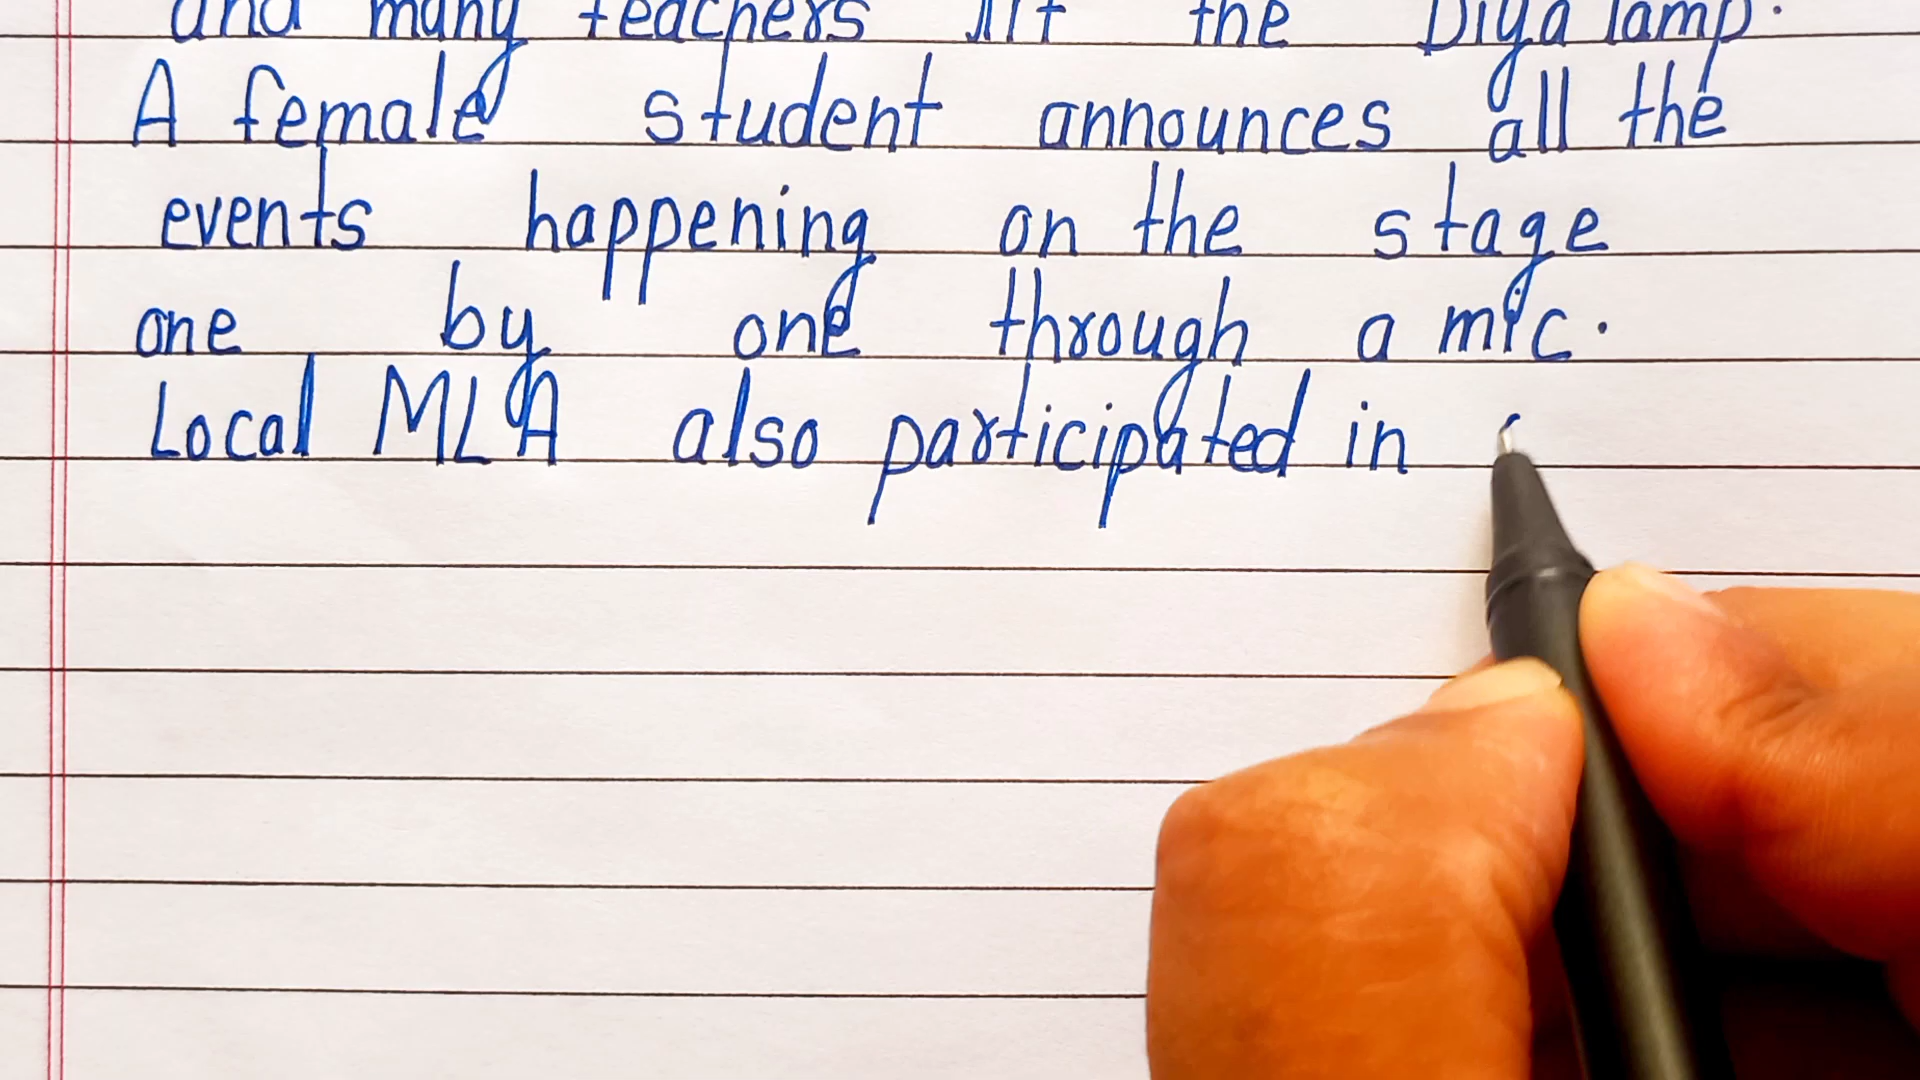 and many teachers lit the Diya lamp.
A female student announces all the
events happening on the stage
one by one through a mic.
Local MLA also participated in